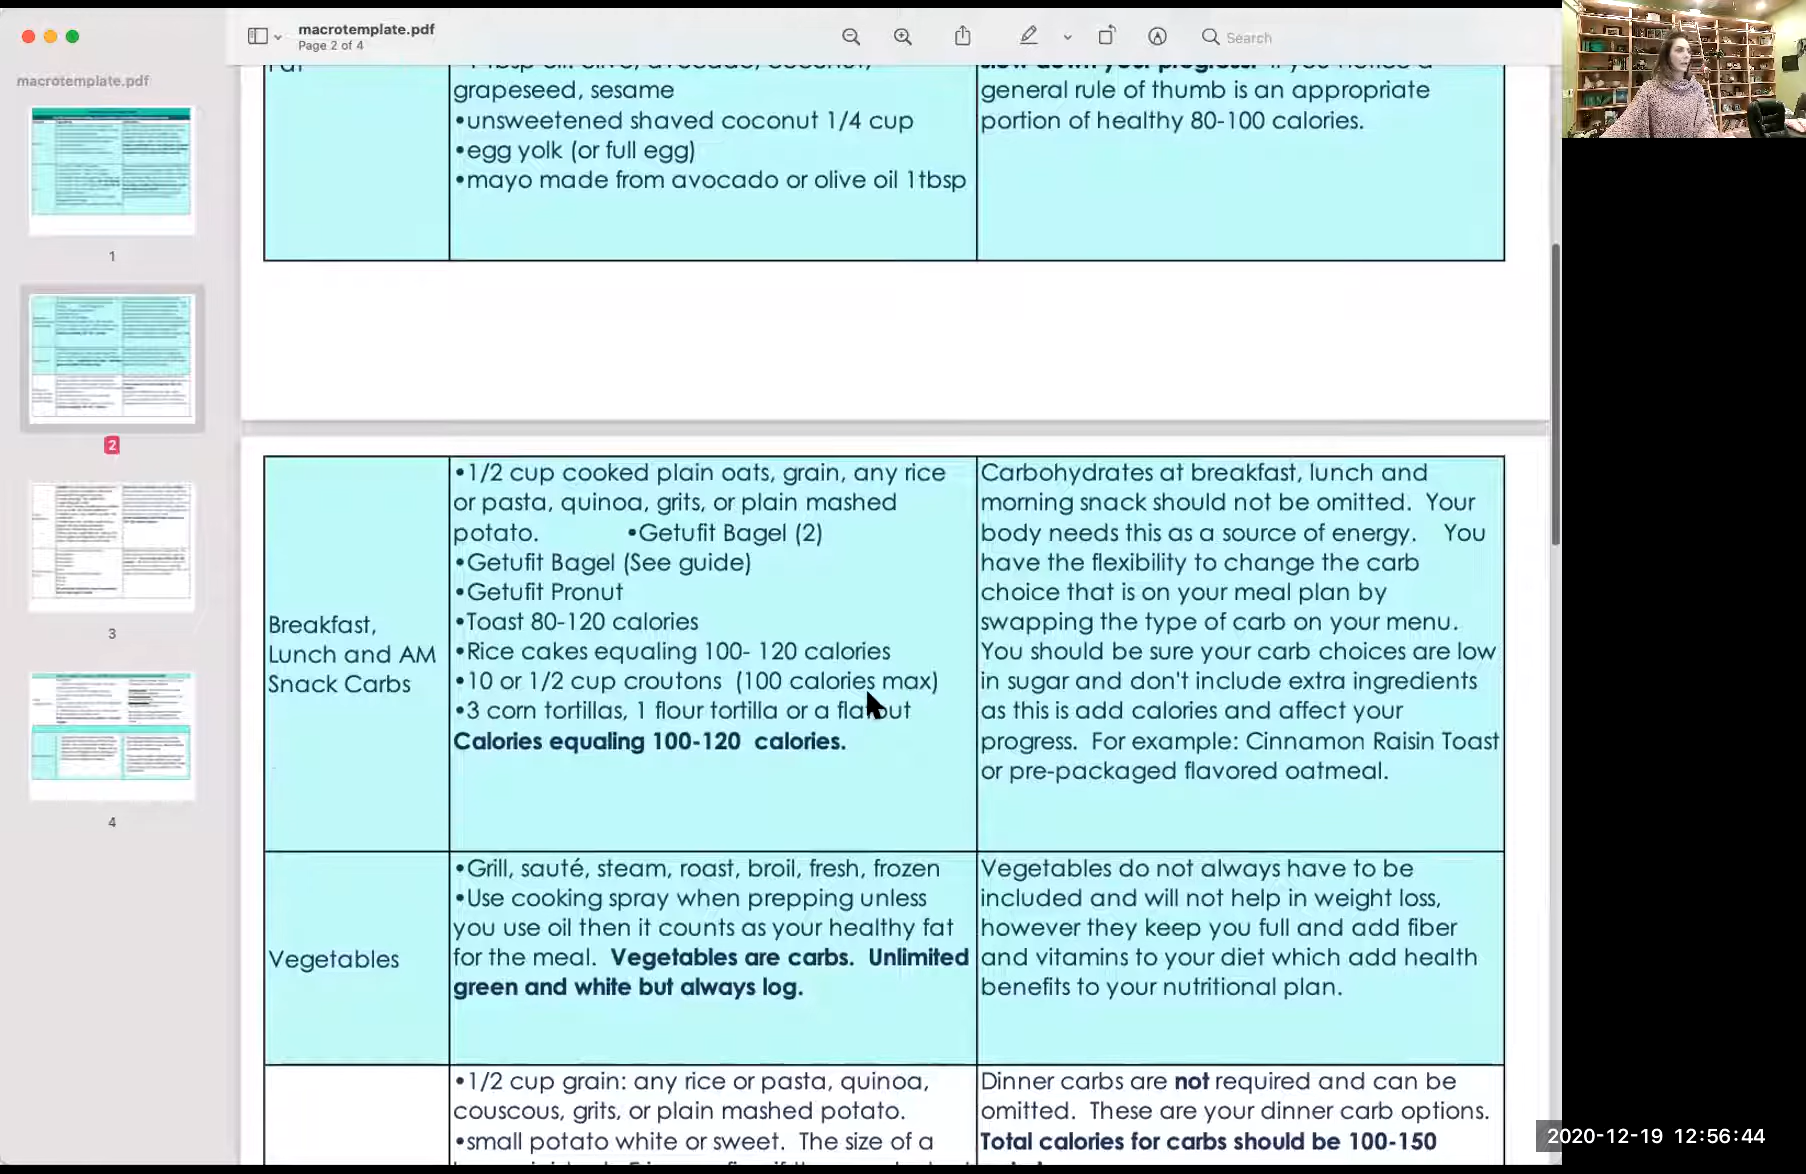 macrotemplate.pdf
Page 2 of 4
Search
macrotemplate.pdf
1
2
3
4
grapeseed, sesame
•unsweetened shaved coconut 1/4 cup
•egg yolk (or full egg)
•mayo made from avocado or olive oil 1tbsp
general rule of thumb is an appropriate
portion of healthy 80-100 calories.
Breakfast,
Lunch and AM
Snack Carbs
•1/2 cup cooked plain oats, grain, any rice
or pasta, quinoa, grits, or plain mashed
potato. •Getufit Bagel (2)
•Getufit Bagel (See guide)
•Getufit Pronut
•Toast 80-120 calories
•Rice cakes equaling 100- 120 calories
•10 or 1/2 cup croutons (100 calories max)
•3 corn tortillas, 1 flour tortilla or a
Calories equaling 100-120 calories.
Carbohydrates at breakfast, lunch and
morning snack should not be omitted. Your
body needs this as a source of energy. You
have the flexibility to change the carb
choice that is on your meal plan by
swapping the type of carb on your menu.
You should be sure your carb choices are low
in sugar and don't include extra ingredients
as this is add calories and affect your
progress. For example: Cinnamon Raisin Toast
or pre-packaged flavored oatmeal.
Vegetables
•Grill, sauté, steam, roast, broil, fresh, frozen
•Use cooking spray when prepping unless
you use oil then it counts as your healthy fat
for the meal. Vegetables are carbs. Unlimited
green and white but always log.
Vegetables do not always have to be
included and will not help in weight loss,
however they keep you full and add fiber
and vitamins to your diet which add health
benefits to your nutritional plan.
•1/2 cup grain: any rice or pasta, quinoa,
couscous, grits, or plain mashed potato.
•small potato white or sweet. The size of a
Dinner carbs are not required and can be
omitted. These are your dinner carb options.
Total calories for carbs should be 100-150
2020-12-19 12:56:44